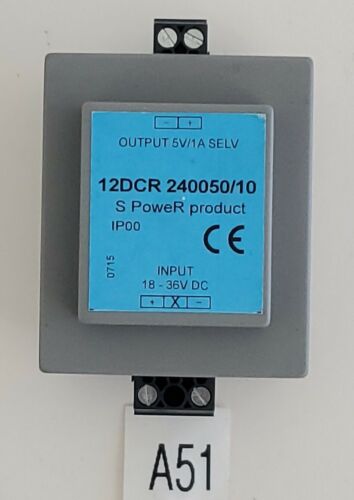 - +
OUTPUT 5V/1A SELV
12DCR 240050/10
S PoweR product
IP00
CE
0715
INPUT
18 - 36V DC
+ X -
A51